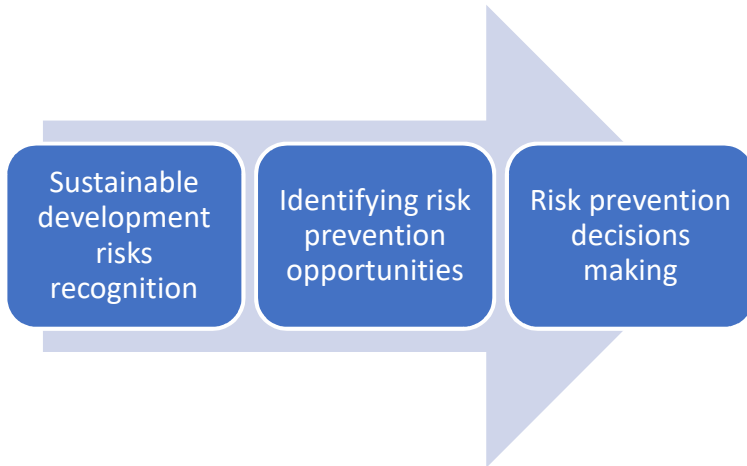 Sustainable
development
risks
recognition
Identifying risk
prevention
opportunities
Risk prevention
decisions
making